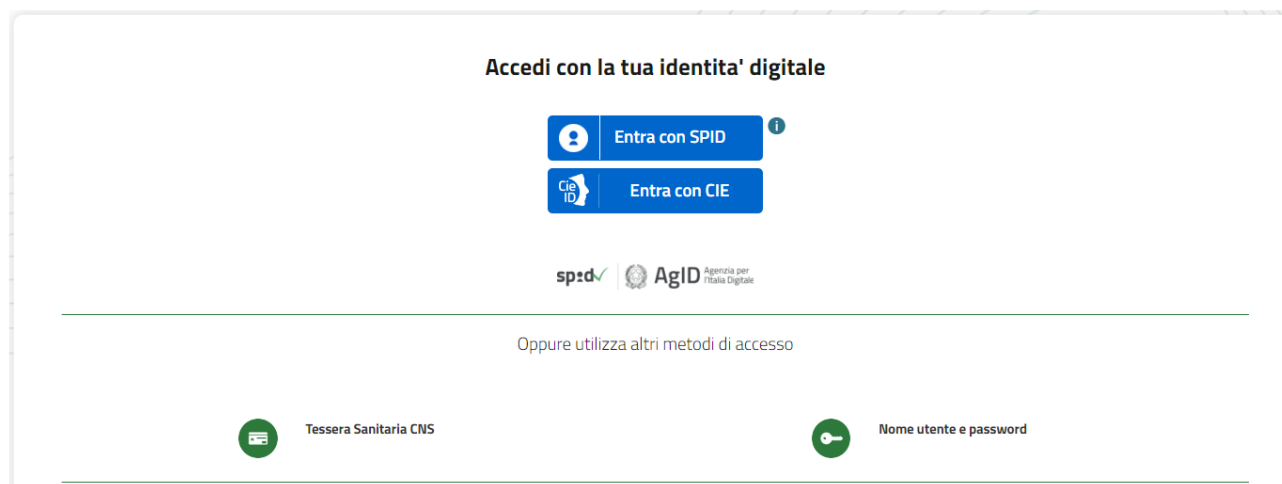 Accedi con la tua identita' digitale
Entra con SPID
i
Cie
ID
Entra con CIE
spid
AgID
Agenzia per
l'Italia Digitale
Oppure utilizza altri metodi di accesso
Tessera Sanitaria CNS
Nome utente e password